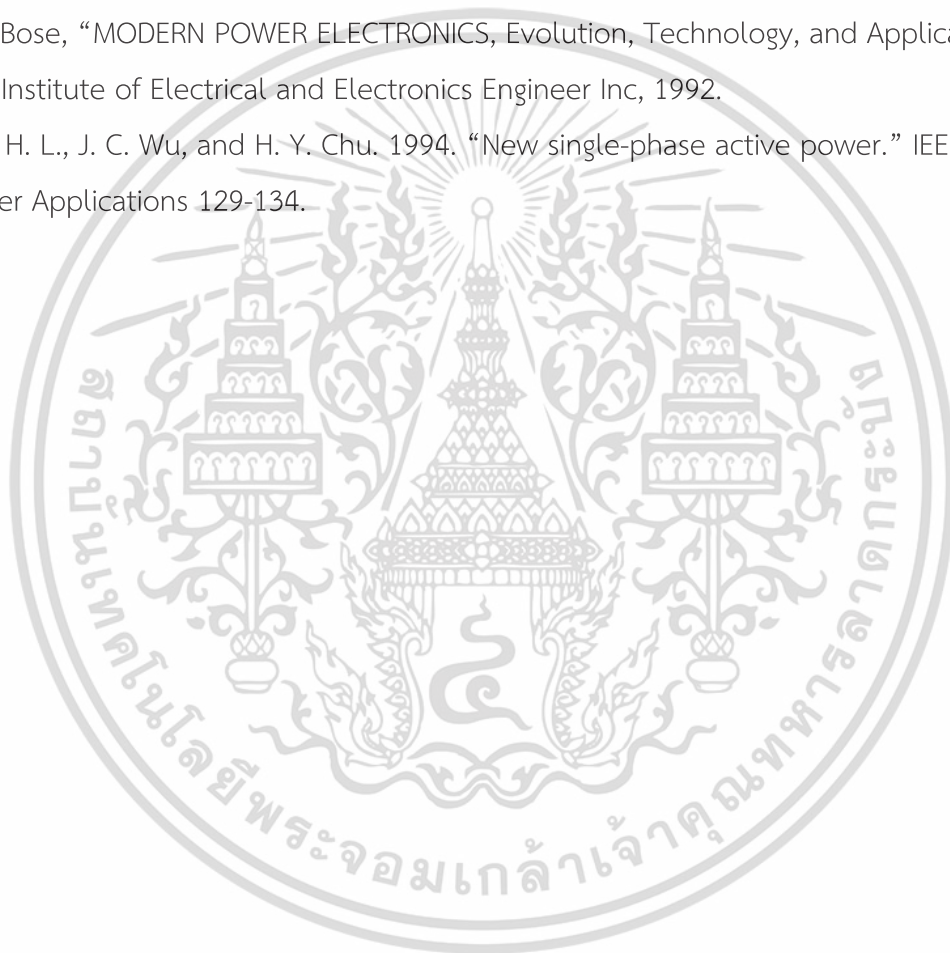 Bose, “MODERN POWER ELECTRONICS, Evolution, Technology, and Applica
Institute of Electrical and Electronics Engineer Inc, 1992.
H. L., J. C. Wu, and H. Y. Chu. 1994. “New single-phase active power.” IEE
er Applications 129-134.
สถาบันเทคโนโลยีพระจอมเกล้าเจ้าคุณทหารลาดกระบัง
๔